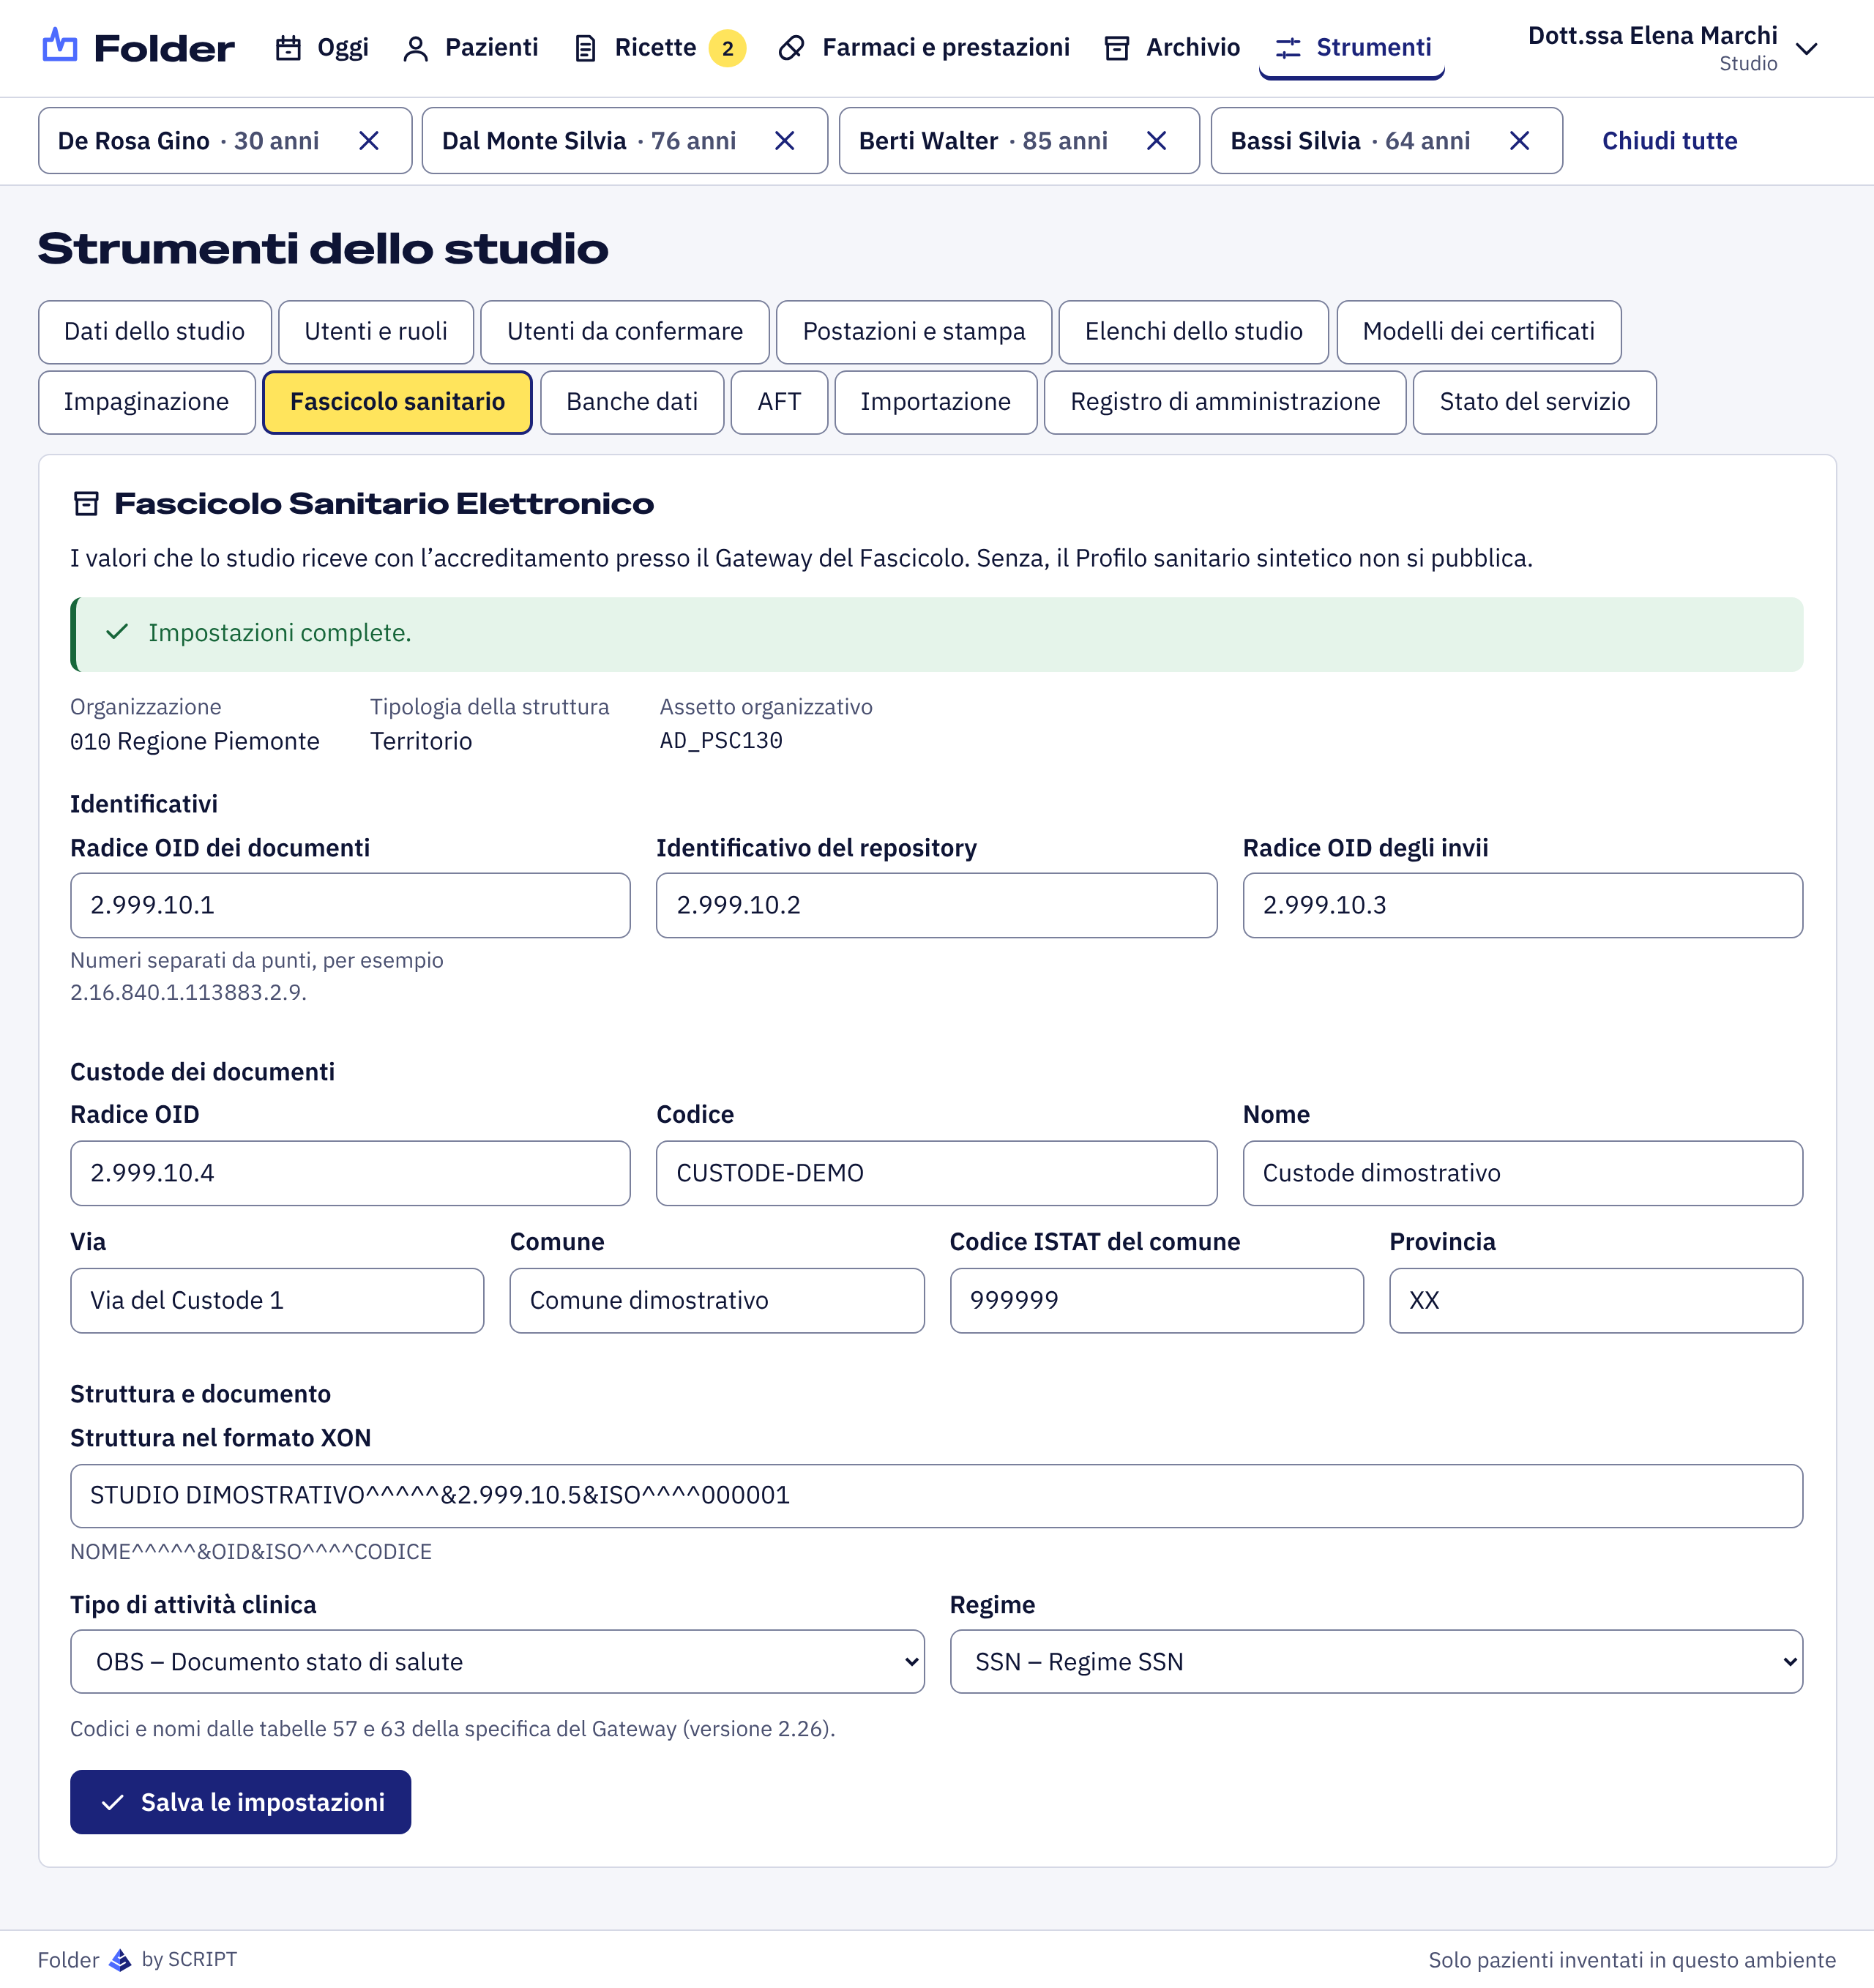 Folder Oggi Pazienti Ricette 2 Farmaci e prestazioni Archivio Strumenti Dott.ssa Elena Marchi
Studio
De Rosa Gino · 30 anni Dal Monte Silvia · 76 anni Berti Walter · 85 anni Bassi Silvia · 64 anni Chiudi tutte
Strumenti dello studio
Dati dello studio Utenti e ruoli Utenti da confermare Postazioni e stampa Elenchi dello studio Modelli dei certificati
Impaginazione Fascicolo sanitario Banche dati AFT Importazione Registro di amministrazione Stato del servizio
Fascicolo Sanitario Elettronico
I valori che lo studio riceve con l’accreditamento presso il Gateway del Fascicolo. Senza, il Profilo sanitario sintetico non si pubblica.
Impostazioni complete.
Organizzazione Tipologia della struttura Assetto organizzativo
010 Regione Piemonte Territorio AD_PSC130
Identificativi
Radice OID dei documenti Identificativo del repository Radice OID degli invii
2.999.10.1 2.999.10.2 2.999.10.3
Numeri separati da punti, per esempio
2.16.840.1.113883.2.9.
Custode dei documenti
Radice OID Codice Nome
2.999.10.4 CUSTODE-DEMO Custode dimostrativo
Via Comune Codice ISTAT del comune Provincia
Via del Custode 1 Comune dimostrativo 999999 XX
Struttura e documento
Struttura nel formato XON
STUDIO DIMOSTRATIVO^^^^^&2.999.10.5&ISO^^^^000001
NOME^^^^^&OID&ISO^^^^CODICE
Tipo di attività clinica Regime
OBS – Documento stato di salute SSN – Regime SSN
Codici e nomi dalle tabelle 57 e 63 della specifica del Gateway (versione 2.26).
Salva le impostazioni
Folder by SCRIPT Solo pazienti inventati in questo ambiente